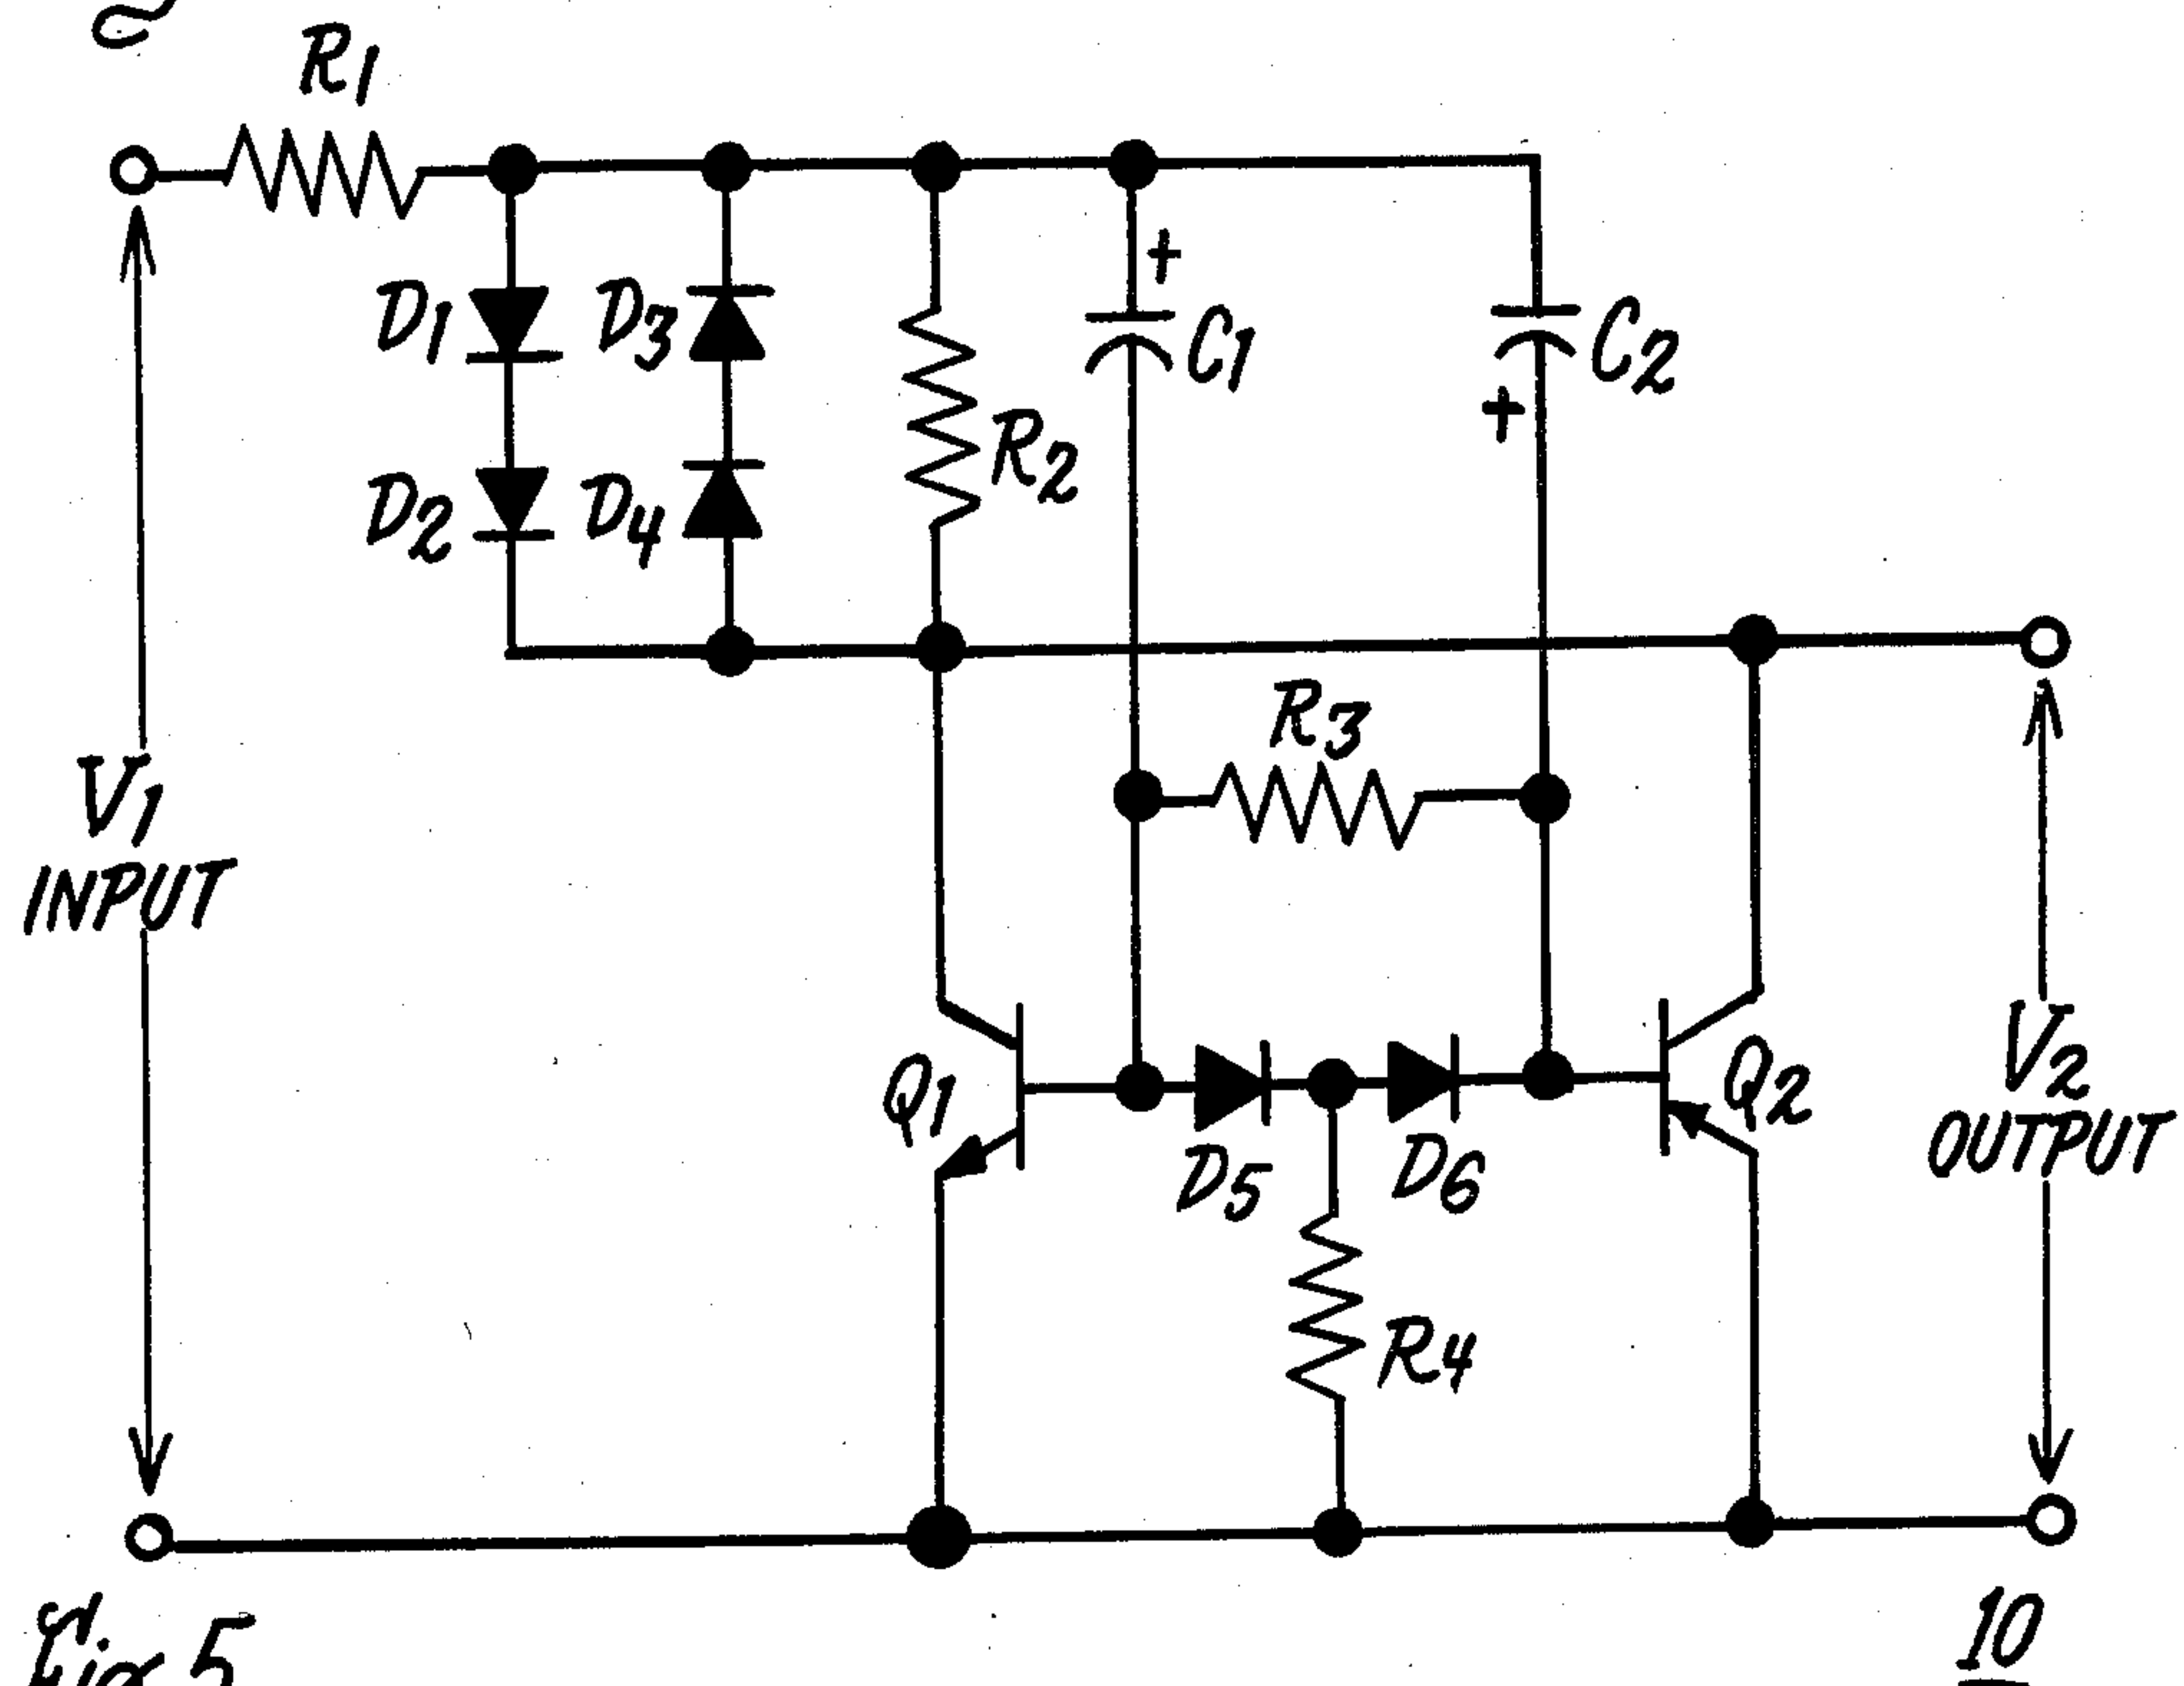 R1
+
D1
D3
C1
C2
+
R2
D2
D4
R3
V1
INPUT
Q1
Q2
V2
OUTPUT
D5
D6
R4
Fig. 5
10